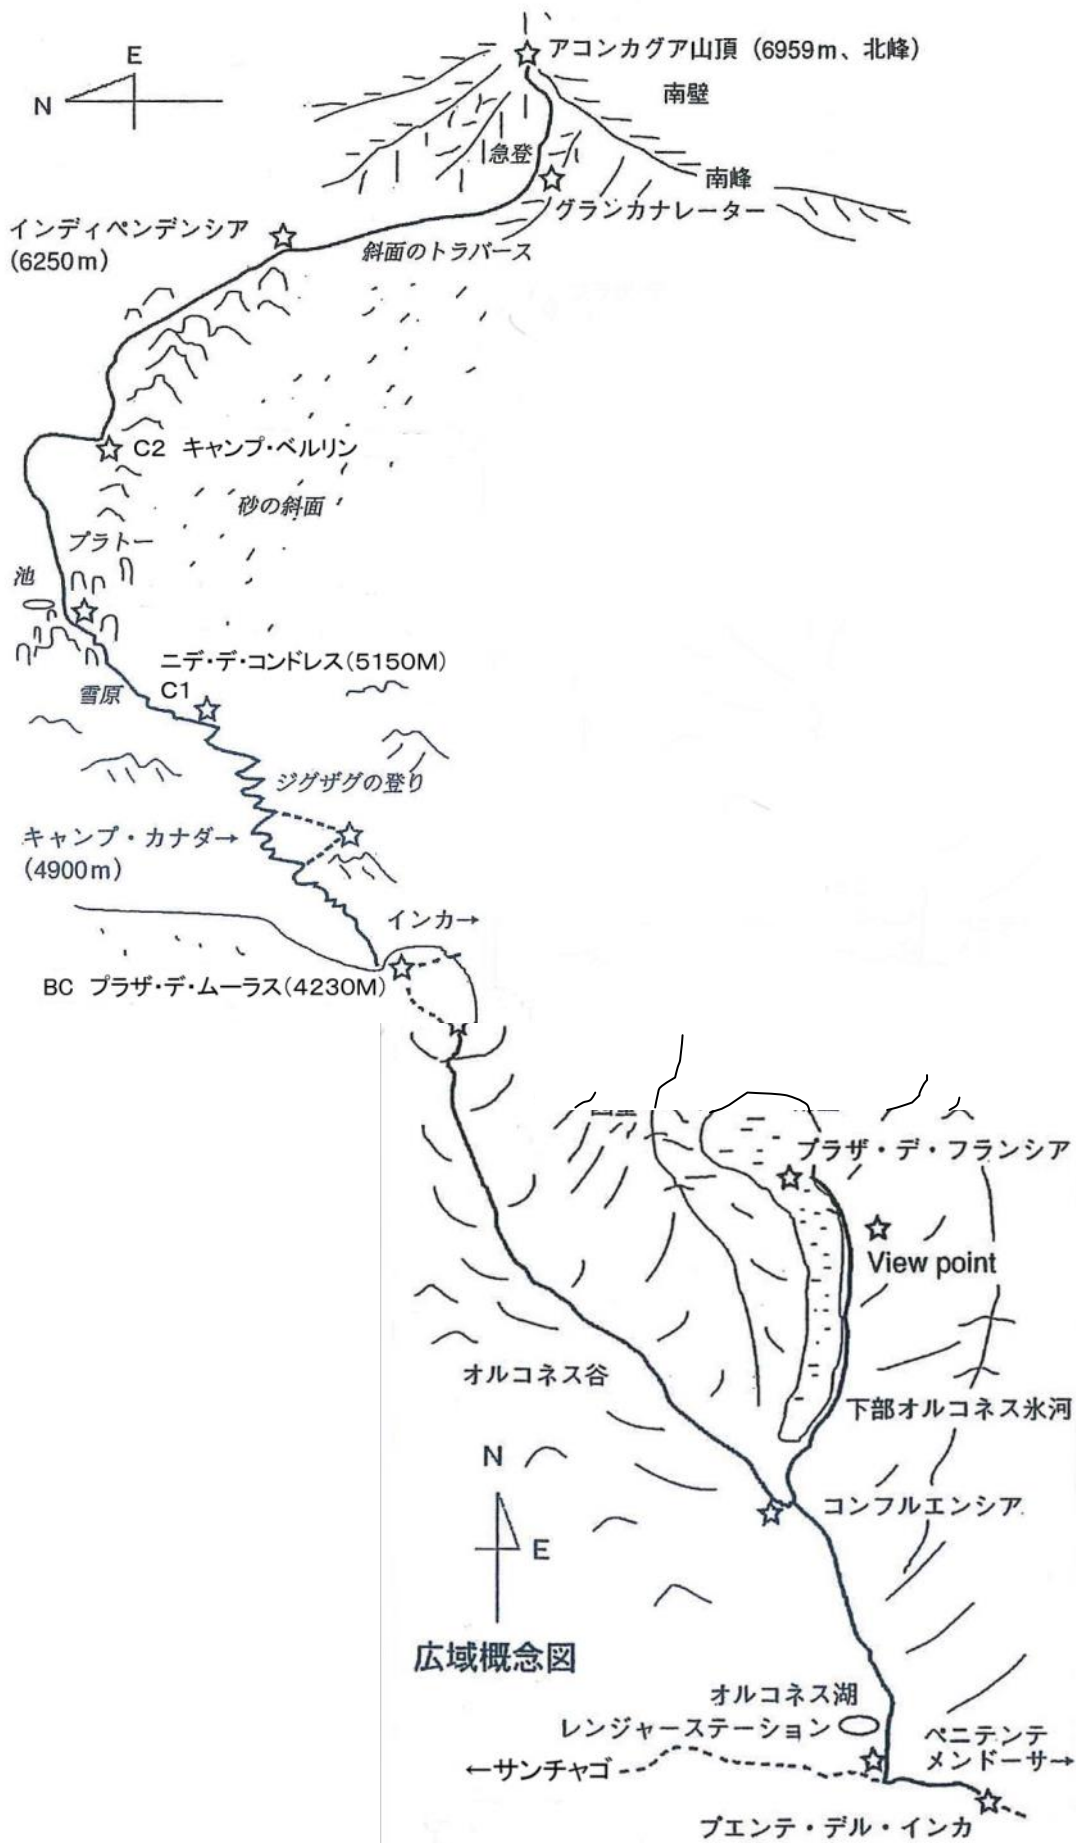 アコンカグア山頂（6959m、北峰）
E
N
南壁
急登
南峰
グランカナレーター
インディペンデンシア
(6250m)
斜面のトラバース
C2 キャンプ・ベルリン
砂の斜面
プラトー
池
ニデ・デ・コンドレス(5150M)
C1
雪原
ジグザグの登り
キャンプ・カナダ→
(4900m)
インカ→
BC プラザ・デ・ムーラス(4230M)
プラザ・デ・フランシア
View point
オルコネス谷
下部オルコネス氷河
N
E
コンフルエンシア
広域概念図
オルコネス湖
レンジャーステーション
ペニテンテ
メンドーサ→
←サンチャゴ
プエンテ・デル・インカ